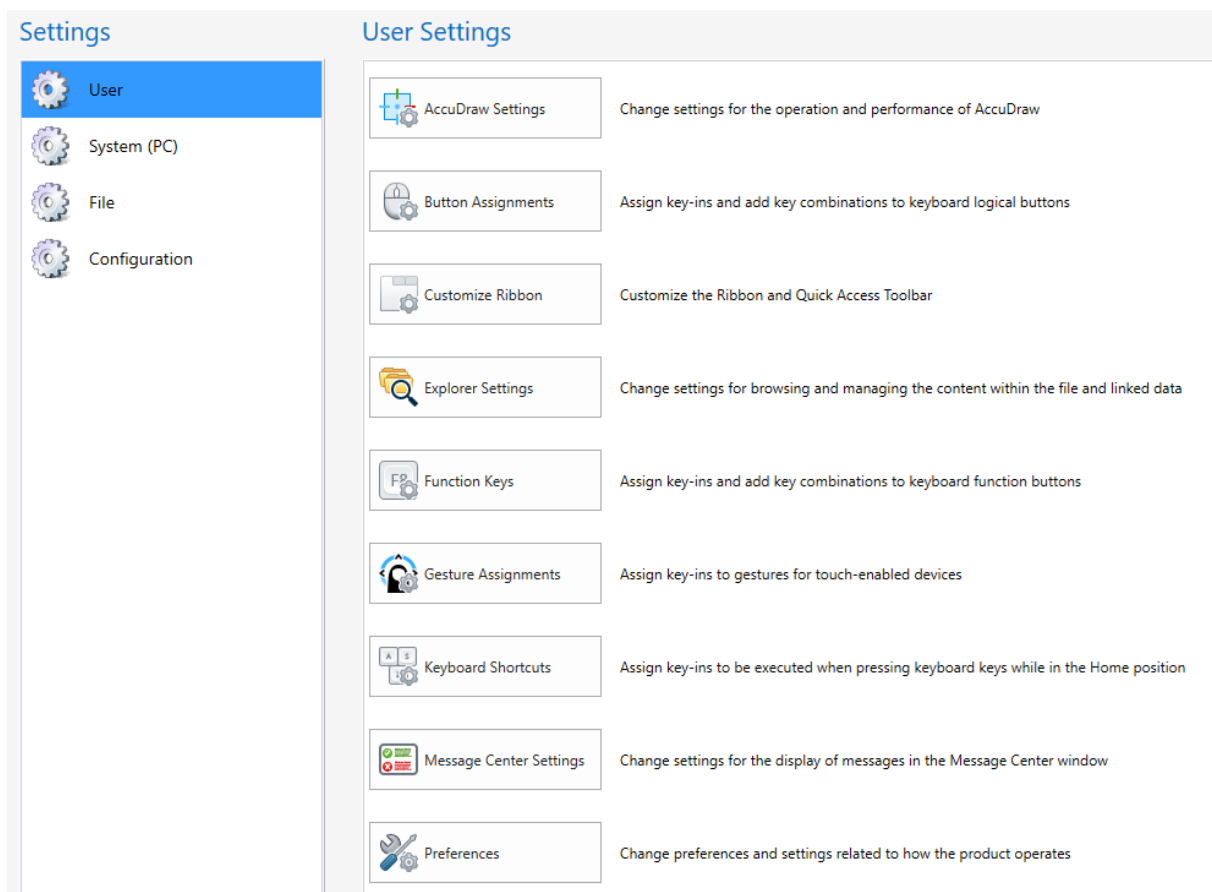 Settings
User
System (PC)
File
Configuration
User Settings
AccuDraw Settings Change settings for the operation and performance of AccuDraw
Button Assignments Assign key-ins and add key combinations to keyboard logical buttons
Customize Ribbon Customize the Ribbon and Quick Access Toolbar
Explorer Settings Change settings for browsing and managing the content within the file and linked data
F8 Function Keys Assign key-ins and add key combinations to keyboard function buttons
Gesture Assignments Assign key-ins to gestures for touch-enabled devices
A S Keyboard Shortcuts Assign key-ins to be executed when pressing keyboard keys while in the Home position
Message Center Settings Change settings for the display of messages in the Message Center window
Preferences Change preferences and settings related to how the product operates